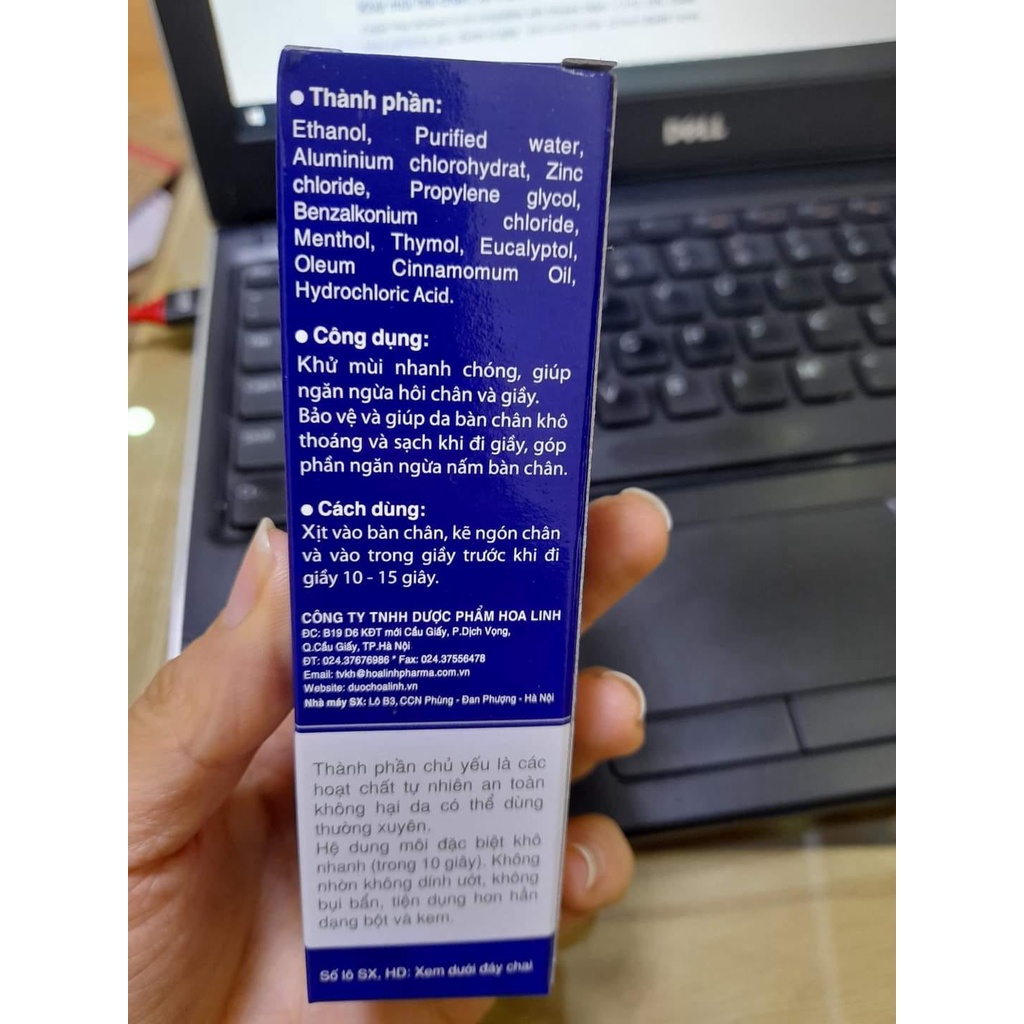 DELL
● Thành phần:
Ethanol, Purified water,
Aluminium chlorohydrat, Zinc
chloride, Propylene glycol,
Benzalkonium chloride,
Menthol, Thymol, Eucalyptol,
Oleum Cinnamomum Oil,
Hydrochloric Acid.
● Công dụng:
Khử mùi nhanh chóng, giúp
ngăn ngừa hôi chân và giầy.
Bảo vệ và giúp da bàn chân khô
thoáng và sạch khi đi giầy, góp
phần ngăn ngừa nấm bàn chân.
● Cách dùng:
Xịt vào bàn chân, kẽ ngón chân
và vào trong giầy trước khi đi
giầy 10 - 15 giây.
CÔNG TY TNHH DƯỢC PHẨM HOA LINH
ĐC: B19 D6 KĐT mới Cầu Giấy, P.Dịch Vọng,
Q.Cầu Giấy, TP.Hà Nội
ĐT: 024.37676986 * Fax: 024.37556478
Email: tvkh@hoalinhpharma.com.vn
Website: duochoalinh.vn
Nhà máy SX: Lô B3, CCN Phùng - Đan Phượng - Hà Nội
Thành phần chủ yếu là các
hoạt chất tự nhiên an toàn
không hại da có thể dùng
thường xuyên.
Hệ dung môi đặc biệt khô
nhanh (trong 10 giây). Không
nhờn không dính ướt, không
bụi bẩn, tiện dụng hơn hẳn
dạng bột và kem.
Số lô SX, HD: Xem dưới đáy chai